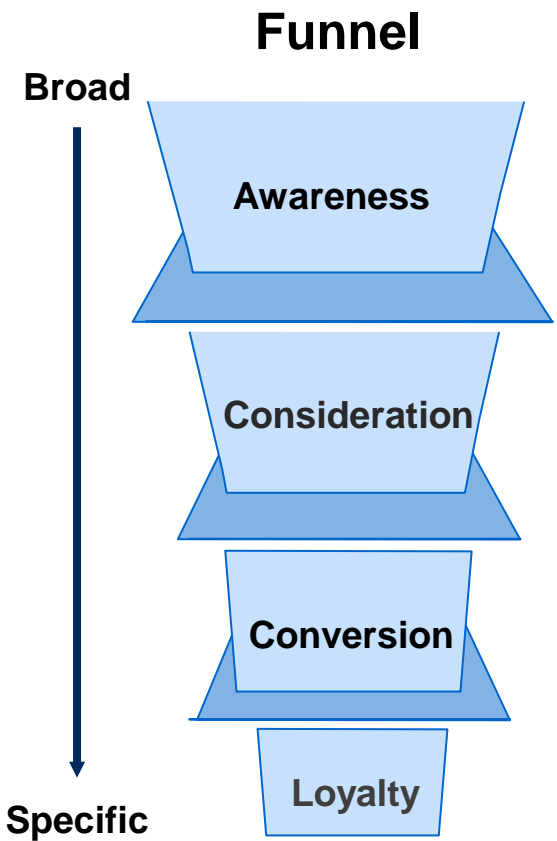 Funnel
Broad
Awareness
Consideration
Conversion
Loyalty
Specific